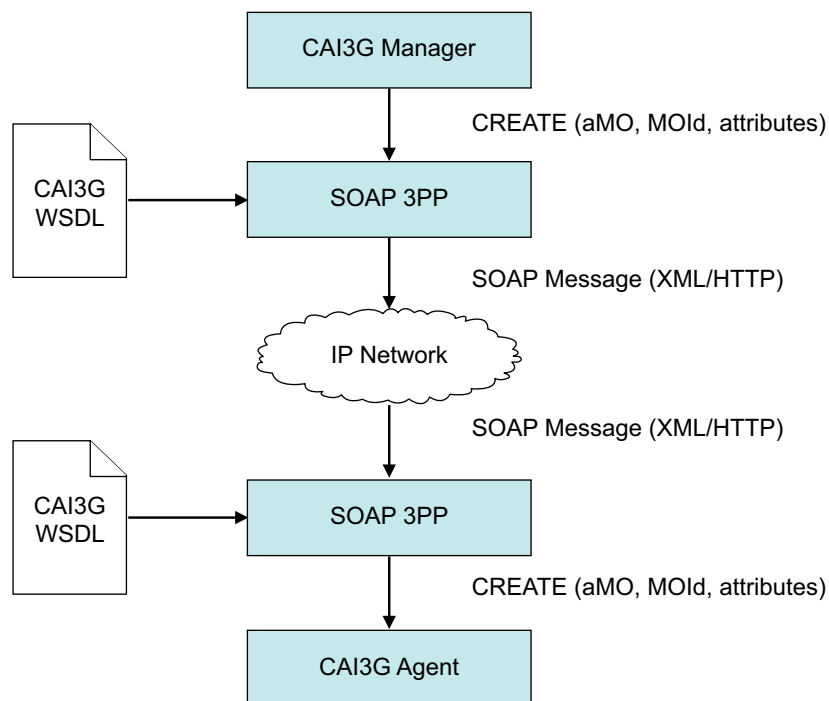 CAI3G Manager
CREATE (aMO, MOId, attributes)
CAI3G
WSDL
SOAP 3PP
SOAP Message (XML/HTTP)
IP Network
SOAP Message (XML/HTTP)
CAI3G
WSDL
SOAP 3PP
CREATE (aMO, MOId, attributes)
CAI3G Agent